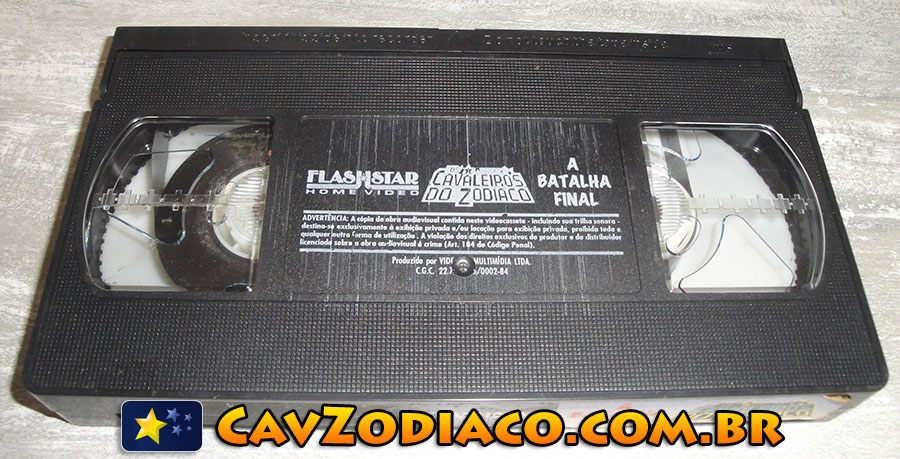 FLASHSTAR
HOME VIDEO
OS
CAVALEIROS
DO ZODIACO
A
BATALHA
FINAL
ADVERTÊNCIA: A cópia da obra audiovisual contida neste videocassete - incluindo sua trilha sonora -
destina-se exclusivamente à exibição privada e/ou locação para exibição privada, proibida toda e
qualquer outra forma de utilização. A violação dos direitos exclusivos do produtor e do distribuidor
licenciado sobre a obra audiovisual é crime (Art. 184 do Código Penal).
Produzido por MULTIMÍDIA LTDA.
C.G.C. /0002-84
CAVZODIACO.COM.BR